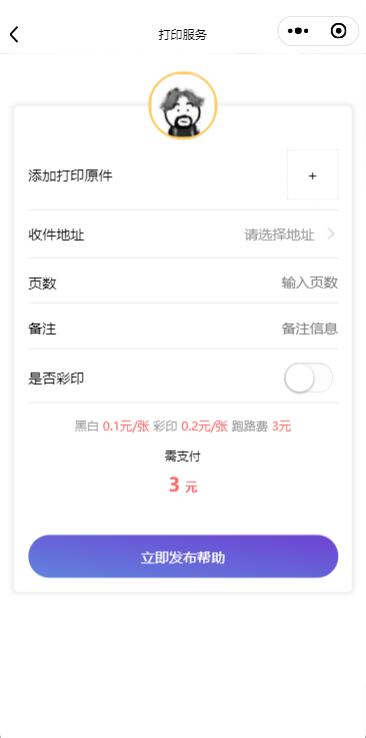 打印服务
添加打印原件 +
收件地址 请选择地址
页数 输入页数
备注 备注信息
是否彩印
黑白 0.1元/张 彩印 0.2元/张 跑路费 3元
需支付
3 元
立即发布帮助